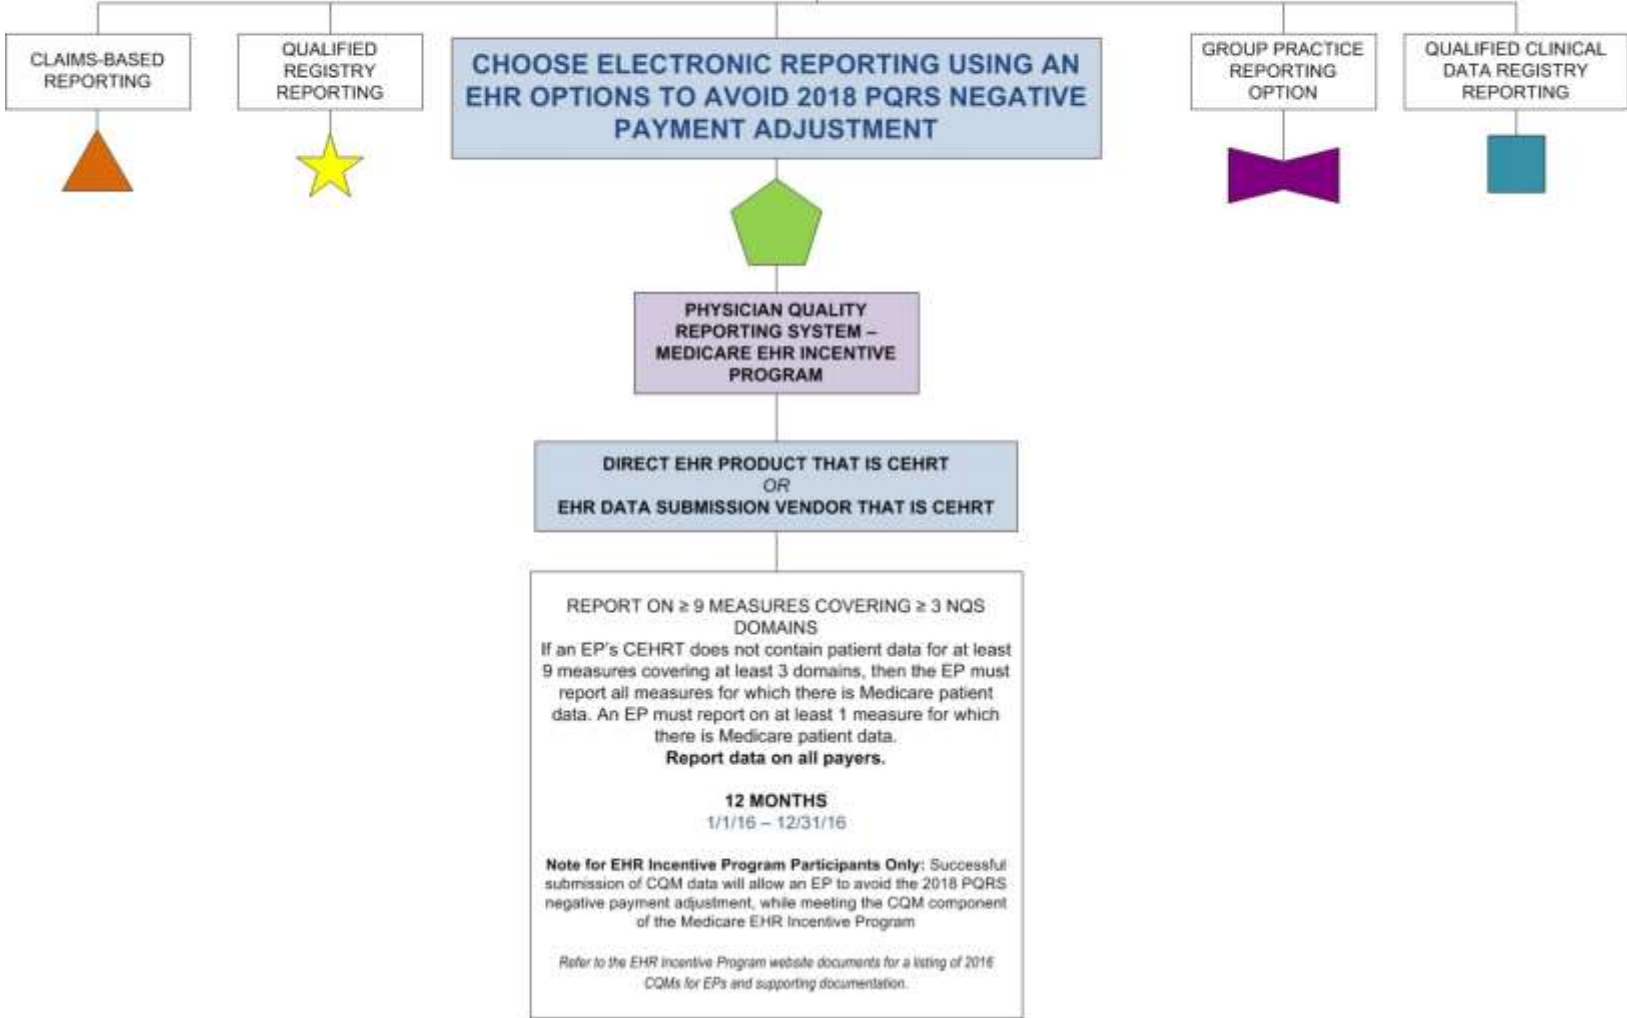 CLAIMS-BASED
REPORTING
QUALIFIED
REGISTRY
REPORTING
CHOOSE ELECTRONIC REPORTING USING AN
EHR OPTIONS TO AVOID 2018 PQRS NEGATIVE
PAYMENT ADJUSTMENT
GROUP PRACTICE
REPORTING
OPTION
QUALIFIED CLINICAL
DATA REGISTRY
REPORTING
PHYSICIAN QUALITY
REPORTING SYSTEM –
MEDICARE EHR INCENTIVE
PROGRAM
DIRECT EHR PRODUCT THAT IS CEHRT
OR
EHR DATA SUBMISSION VENDOR THAT IS CEHRT
REPORT ON ≥ 9 MEASURES COVERING ≥ 3 NQS
DOMAINS
If an EP's CEHRT does not contain patient data for at least
9 measures covering at least 3 domains, then the EP must
report all measures for which there is Medicare patient
data. An EP must report on at least 1 measure for which
there is Medicare patient data.
Report data on all payers.
12 MONTHS
1/1/16 – 12/31/16
Note for EHR Incentive Program Participants Only: Successful
submission of CQM data will allow an EP to avoid the 2018 PQRS
negative payment adjustment, while meeting the CQM component
of the Medicare EHR Incentive Program
Refer to the EHR Incentive Program website documents for a listing of 2016
CQMs for EPs and supporting documentation.